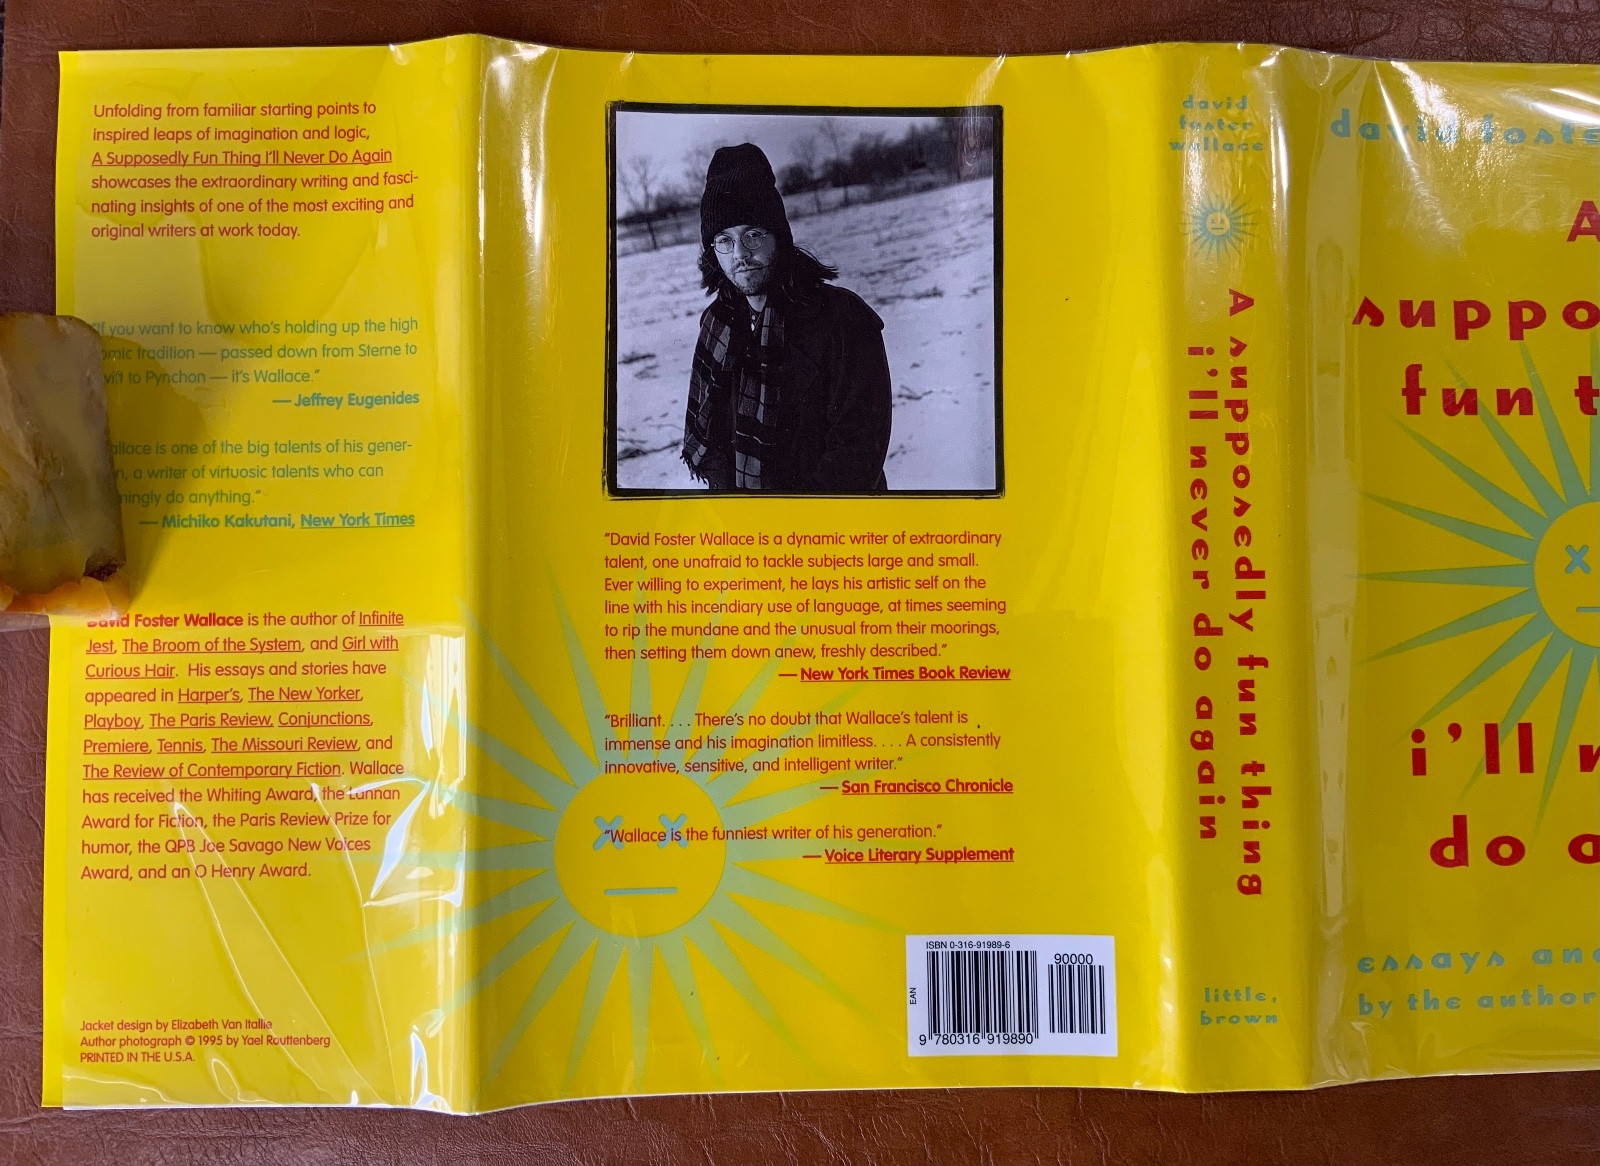 Unfolding from familiar starting points to
inspired leaps of imagination and logic,
A Supposedly Fun Thing I'll Never Do Again
showcases the extraordinary writing and fasci-
nating insights of one of the most exciting and
original writers at work today.
"If you want to know who's holding up the high
tradition — passed down from Sterne to
to Pynchon — it's Wallace."
— Jeffrey Eugenides
is one of the big talents of his gener-
a writer of virtuosic talents who can
do anything."
— Michiko Kakutani, New York Times
David Foster Wallace is the author of Infinite
Jest, The Broom of the System, and Girl with
Curious Hair. His essays and stories have
appeared in Harper's, The New Yorker,
Playboy, The Paris Review, Conjunctions,
Premiere, Tennis, The Missouri Review, and
The Review of Contemporary Fiction. Wallace
has received the Whiting Award, the Lannan
Award for Fiction, the Paris Review Prize for
humor, the QPB Joe Savago New Voices
Award, and an O Henry Award.
Jacket design by Elizabeth Van Itallie
Author photograph © 1995 by Yael Routtenberg
PRINTED IN THE U.S.A.
"David Foster Wallace is a dynamic writer of extraordinary
talent, one unafraid to tackle subjects large and small.
Ever willing to experiment, he lays his artistic self on the
line with his incendiary use of language, at times seeming
to rip the mundane and the unusual from their moorings,
then setting them down anew, freshly described."
— New York Times Book Review
"Brilliant. . . . There's no doubt that Wallace's talent is
immense and his imagination limitless. . . . A consistently
innovative, sensitive, and intelligent writer."
— San Francisco Chronicle
"Wallace is the funniest writer of his generation."
— Voice Literary Supplement
ISBN 0-316-91989-6
90000
EAN
9 780316 919890
david
foster
wallace
A supposedly fun thing
i'll never do again
little,
brown
david foste
A
suppo
fun t
i'll n
do a
essays and
by the author